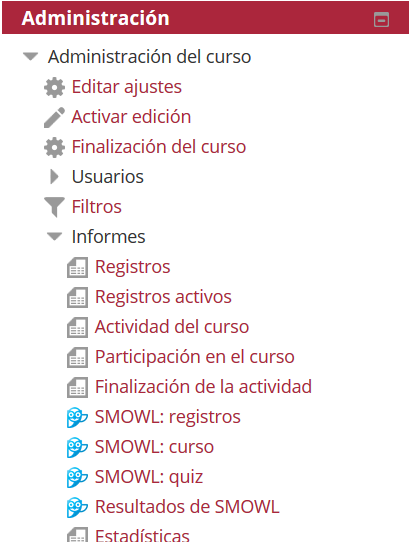 Administración
Administración del curso
Editar ajustes
Activar edición
Finalización del curso
Usuarios
Filtros
Informes
Registros
Registros activos
Actividad del curso
Participación en el curso
Finalización de la actividad
SMOWL: registros
SMOWL: curso
SMOWL: quiz
Resultados de SMOWL
Estadísticas